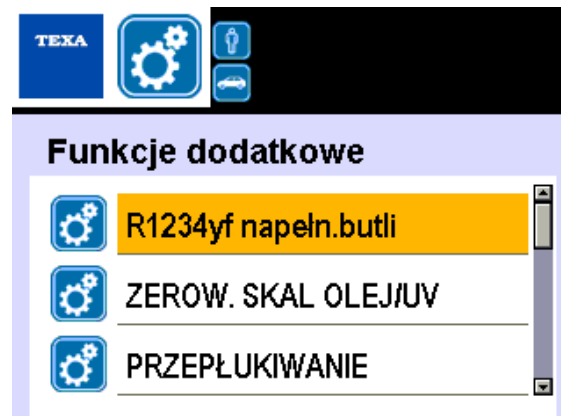 TEXA
Funkcje dodatkowe
R1234yf napełn.butli
ZEROW. SKAL OLEJ/UV
PRZEPŁUKIWANIE